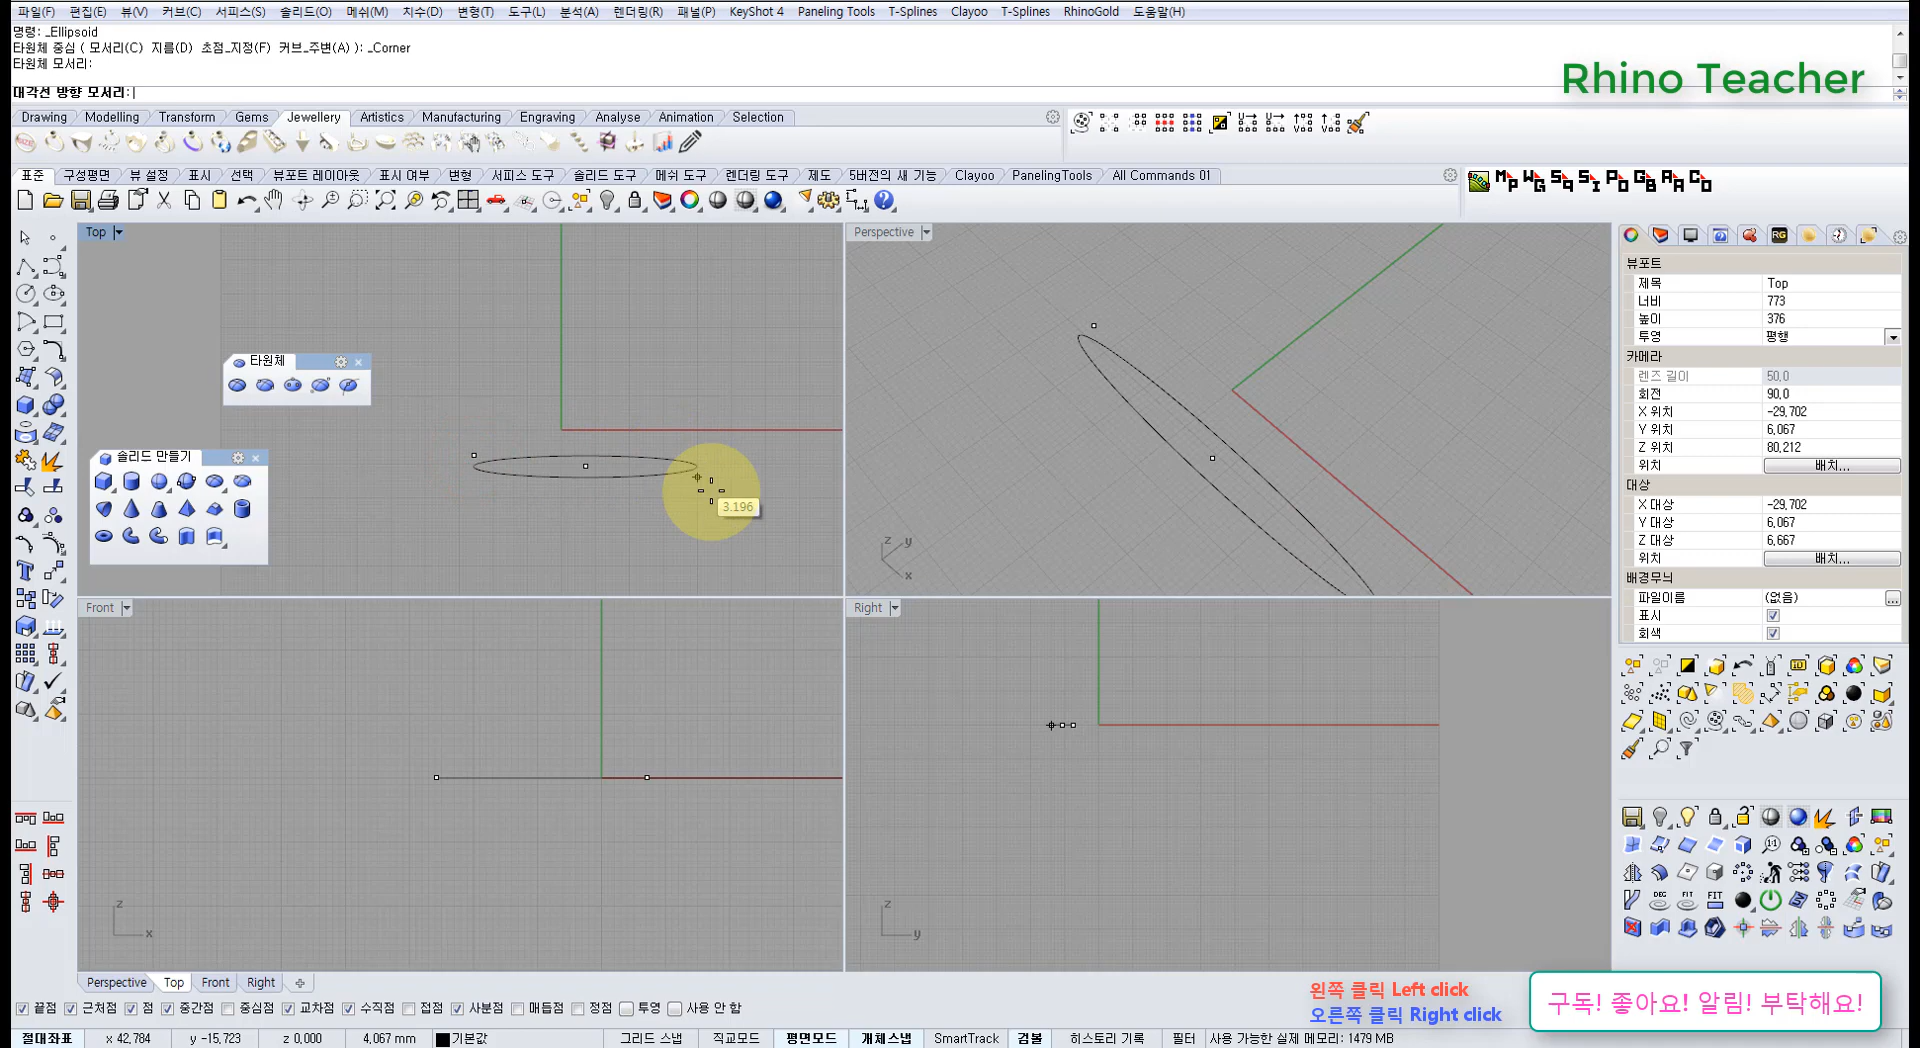 파일(F) 편집(E) 뷰(V) 커브(C) 서피스(S) 솔리드(O) 메쉬(M) 치수(D) 변형(T) 도구(L) 분석(A) 렌더링(R) 패널(P) KeyShot 4 Paneling Tools T-Splines Clayoo T-Splines RhinoGold 도움말(H)
명령: _Ellipsoid
타원체 중심 ( 모서리(C) 지름(D) 초점_지정(F) 커브_주변(A) ): _Corner
타원체 모서리:
대각선 방향 모서리:
Rhino Teacher
Drawing Modelling Transform Gems Jewellery Artistics Manufacturing Engraving Analyse Animation Selection
표준 구성평면 뷰 설정 표시 선택 뷰포트 레이아웃 표시 여부 변형 서피스 도구 솔리드 도구 메쉬 도구 렌더링 도구 제도 5버전의 새 기능 Clayoo PanelingTools All Commands 01
Top
Perspective
타원체
솔리드 만들기
3.196
z y
x
Front
Right
z
x
z
y
뷰포트
제목 Top
너비 773
높이 376
투영 평행
카메라
렌즈 길이 50,0
회전 90,0
X 위치 -29,702
Y 위치 6,067
Z 위치 80,212
위치 배치...
대상
X 대상 -29,702
Y 대상 6,067
Z 대상 6,667
위치 배치...
배경무늬
파일이름 (없음) ...
표시
회색
Perspective Top Front Right
끝점 근처점 점 중간점 중심점 교차점 수직점 접점 사분점 매듭점 정점 투영 사용 안 함
왼쪽 클릭 Left click
오른쪽 클릭 Right click
구독! 좋아요! 알림! 부탁해요!
절대좌표 x 42,784 y -15,723 z 0,000 4,067 mm 기본값 그리드 스냅 직교모드 평면모드 개체스냅 SmartTrack 검볼 히스토리 기록 필터 사용 가능한 실제 메모리: 1479 MB